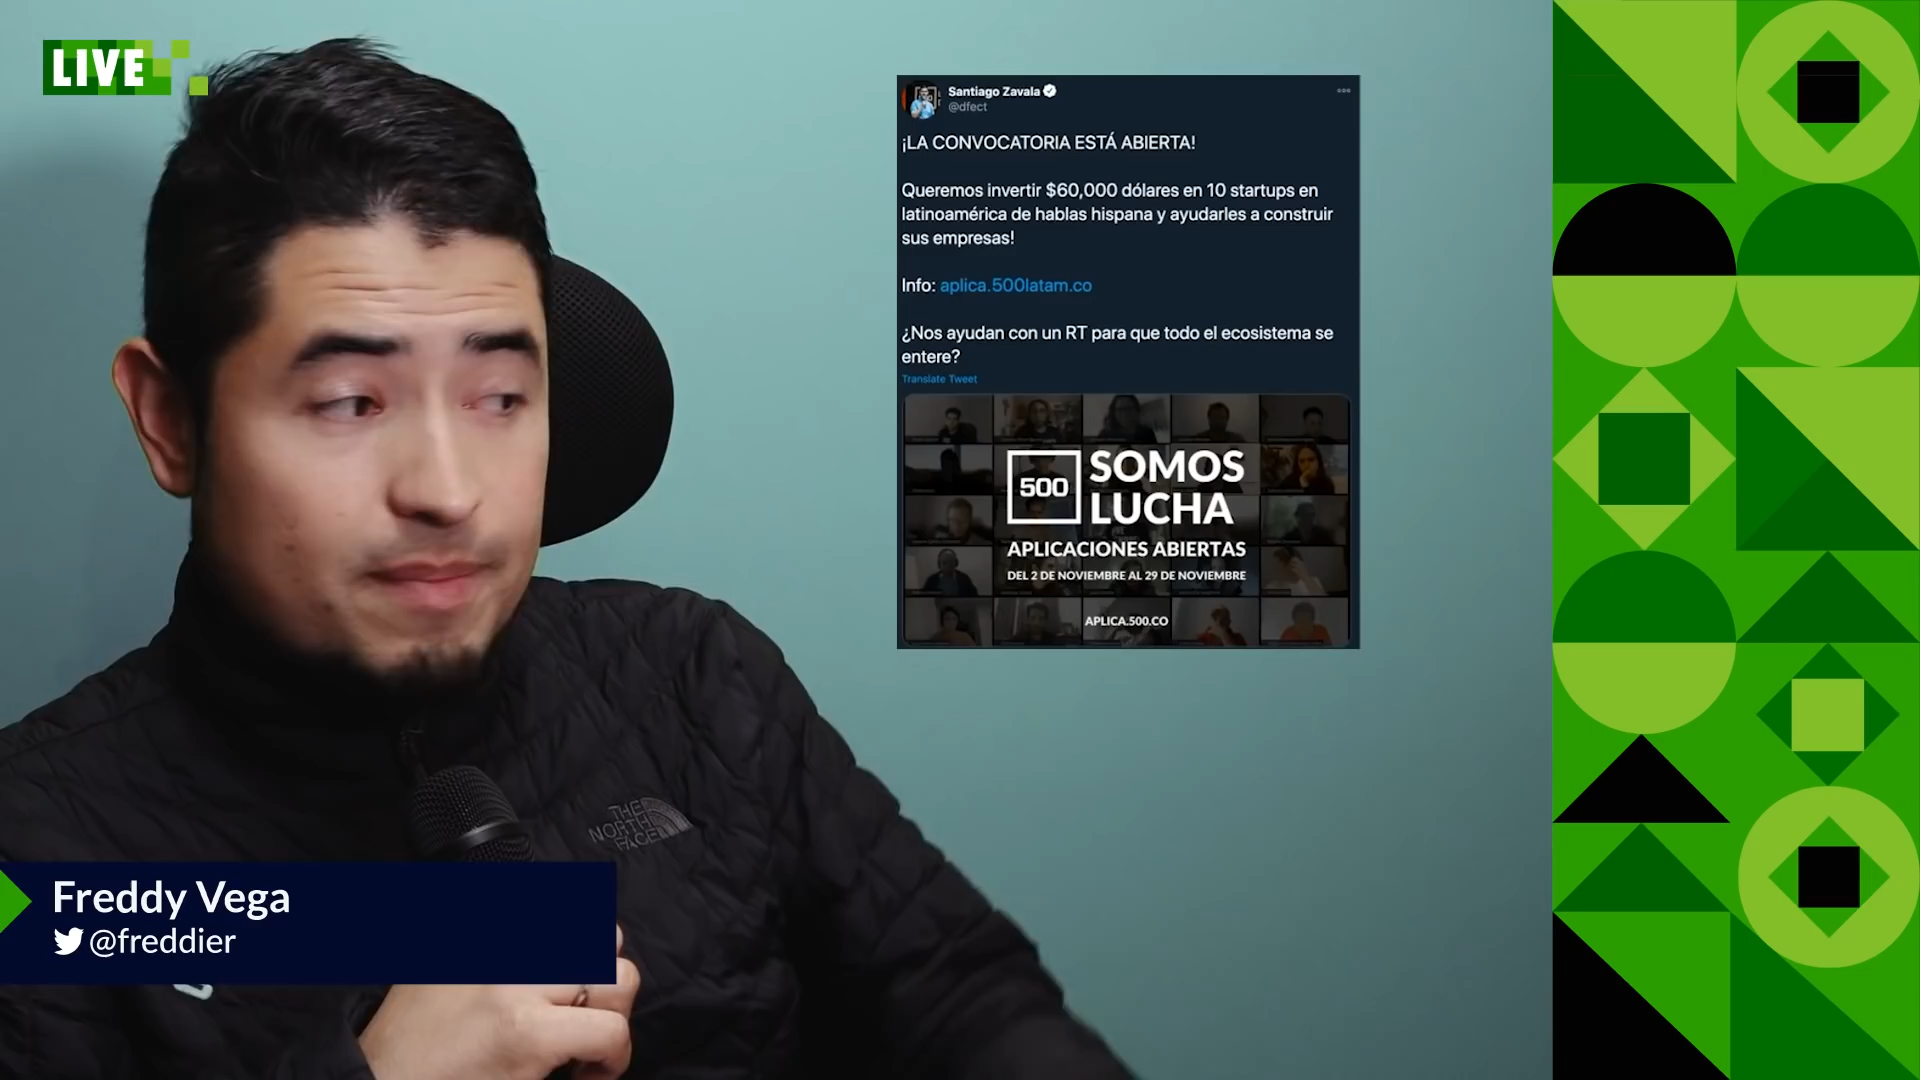 LIVE
Santiago Zavala
@dfect
¡LA CONVOCATORIA ESTÁ ABIERTA!
Queremos invertir $60,000 dólares en 10 startups en
latinoamérica de hablas hispana y ayudarles a construir
sus empresas!
Info: aplica.500latam.co
¿Nos ayudan con un RT para que todo el ecosistema se
entere?
Translate Tweet
500
SOMOS
LUCHA
APLICACIONES ABIERTAS
DEL 2 DE NOVIEMBRE AL 29 DE NOVIEMBRE
APLICA.500.CO
THE
NORTH
FACE
Freddy Vega
@freddier